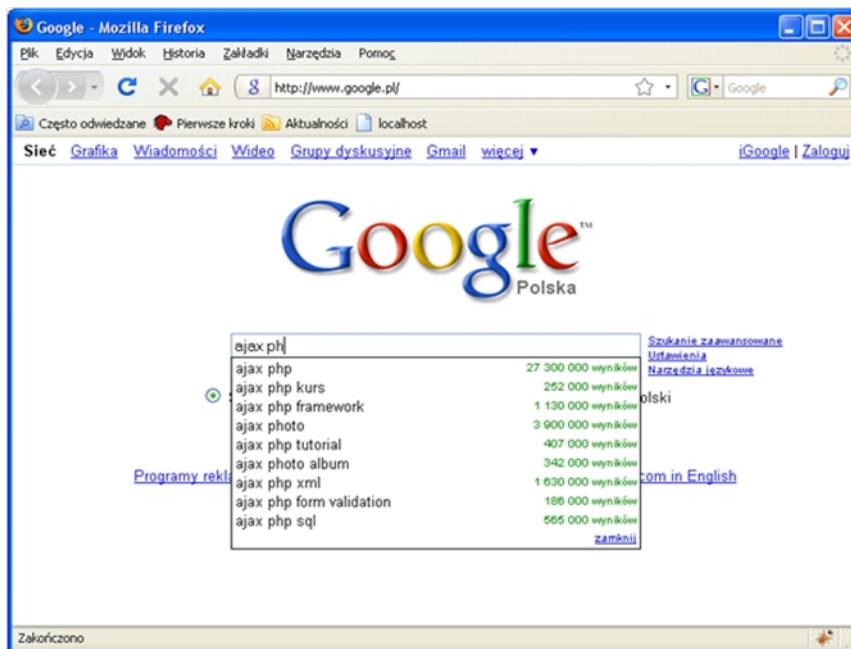 Google - Mozilla Firefox
Plik Edycja Widok Historia Zakładki Narzędzia Pomoc
http://www.google.pl/ Google
Często odwiedzane Pierwsze kroki Aktualności localhost
Sieć Grafika Wiadomości Wideo Grupy dyskusyjne Gmail więcej ▼ iGoogle | Zaloguj
Google™
Polska
ajax ph
Szukanie zaawansowane
Ustawienia
Narzędzia językowe
ajax php 27 300 000 wyników
ajax php kurs 252 000 wyników
ajax php framework 1 130 000 wyników
olski
ajax photo 3 900 000 wyników
ajax php tutorial 407 000 wyników
ajax photo album 342 000 wyników
Programy rekl com in English
ajax php xml 1 630 000 wyników
ajax php form validation 186 000 wyników
ajax php sql 565 000 wyników
zamknij
Zakończono